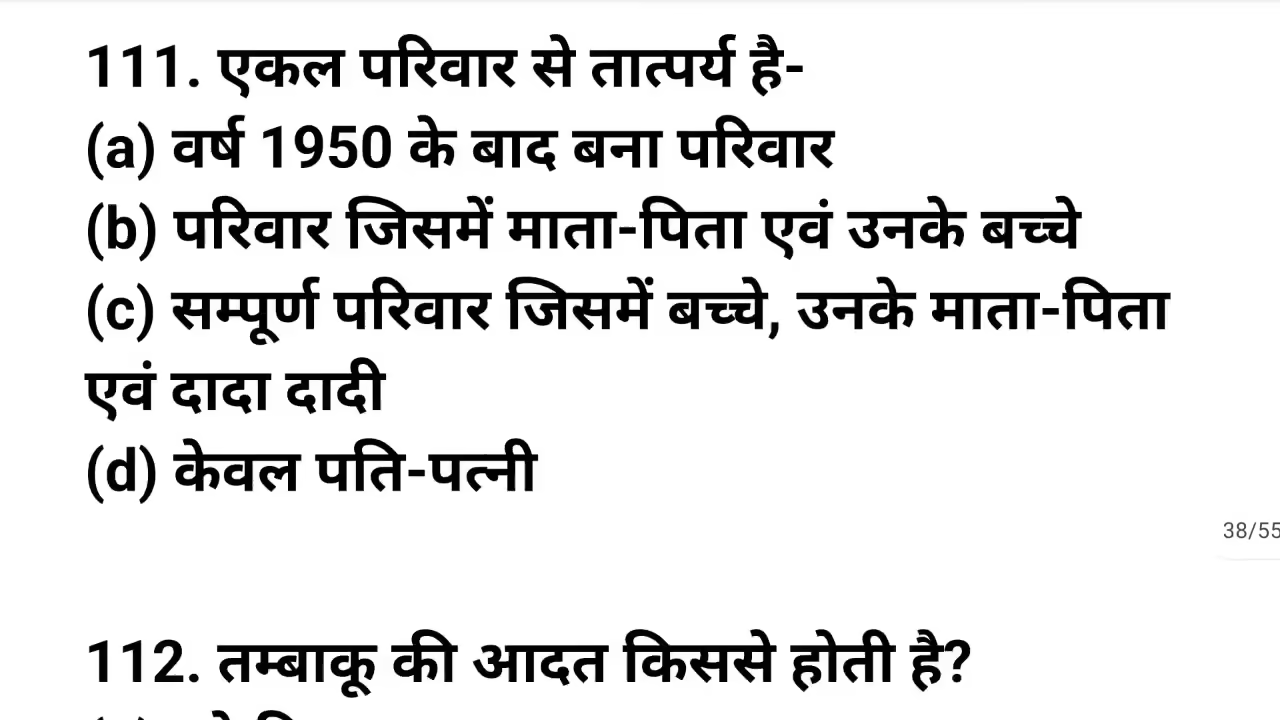 111. एकल परिवार से तात्पर्य है-
(a) वर्ष 1950 के बाद बना परिवार
(b) परिवार जिसमें माता-पिता एवं उनके बच्चे
(c) सम्पूर्ण परिवार जिसमें बच्चे, उनके माता-पिता
एवं दादा दादी
(d) केवल पति-पत्नी
38/55
112. तम्बाकू की आदत किससे होती है?